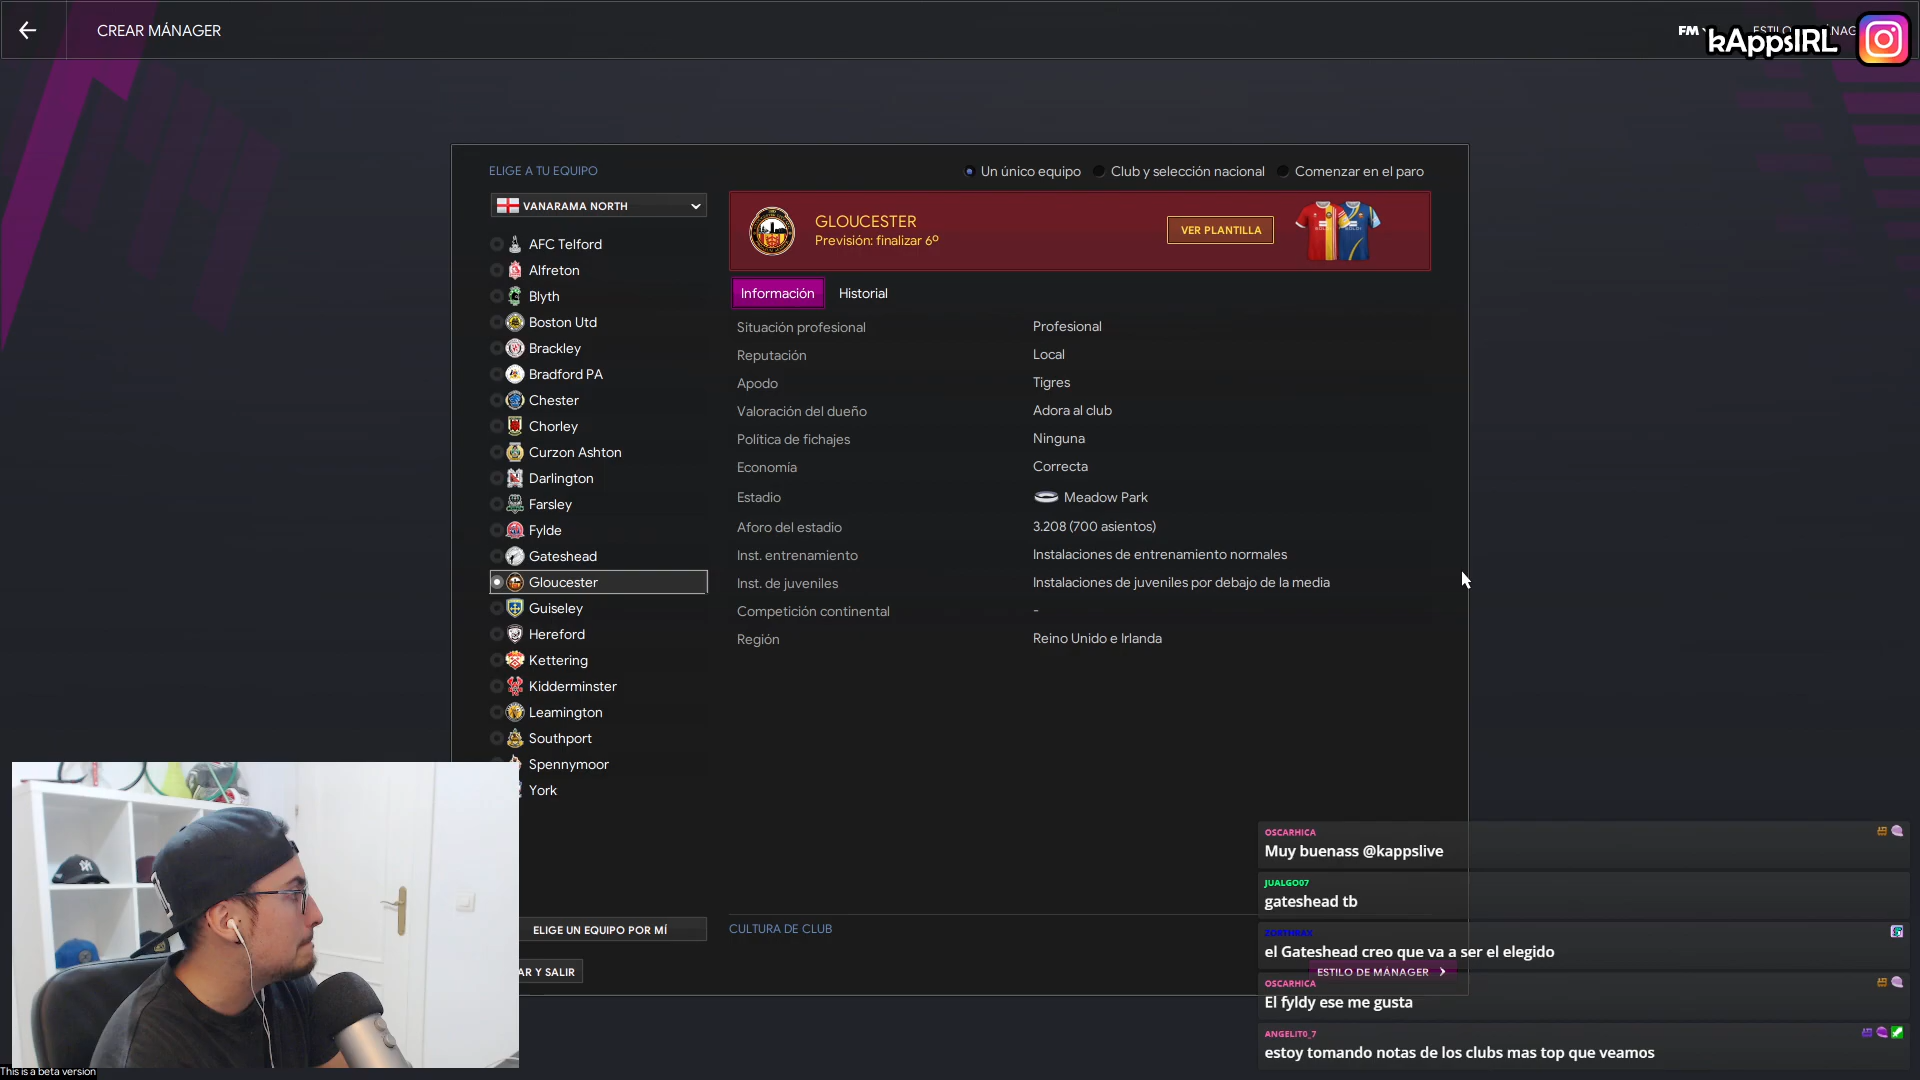 CREAR MÁNAGER
FM
ESTILO
kAppsIRL
ELIGE A TU EQUIPO
Un único equipo
Club y selección nacional
Comenzar en el paro
VANARAMA NORTH
GLOUCESTER
Previsión: finalizar 6º
VER PLANTILLA
AFC Telford
Alfreton
Blyth
Boston Utd
Brackley
Bradford PA
Chester
Chorley
Curzon Ashton
Darlington
Farsley
Fylde
Gateshead
Gloucester
Guiseley
Hereford
Kettering
Kidderminster
Leamington
Southport
Spennymoor
York
Información
Historial
Situación profesional Profesional
Reputación Local
Apodo Tigres
Valoración del dueño Adora al club
Política de fichajes Ninguna
Economía Correcta
Estadio Meadow Park
Aforo del estadio 3.208 (700 asientos)
Inst. entrenamiento Instalaciones de entrenamiento normales
Inst. de juveniles Instalaciones de juveniles por debajo de la media
Competición continental -
Región Reino Unido e Irlanda
ELIGE UN EQUIPO POR MÍ
CULTURA DE CLUB
AR Y SALIR
ESTILO DE MÁNAGER
OSCARHICA
Muy buenass @kappslive
JUALGO07
gateshead tb
el Gateshead creo que va a ser el elegido
OSCARHICA
El fyldy ese me gusta
ANGELIT0_7
estoy tomando notas de los clubs mas top que veamos
This is a beta version